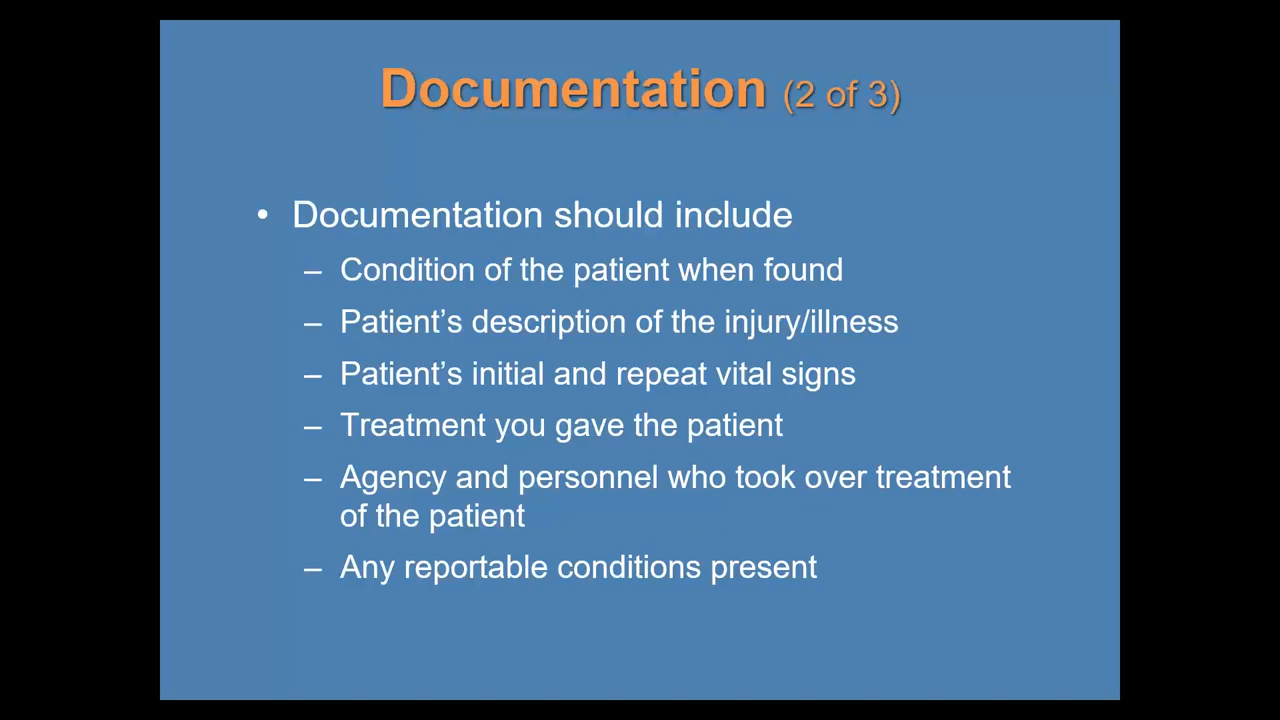 Documentation (2 of 3)
• Documentation should include
– Condition of the patient when found
– Patient’s description of the injury/illness
– Patient’s initial and repeat vital signs
– Treatment you gave the patient
– Agency and personnel who took over treatment
of the patient
– Any reportable conditions present